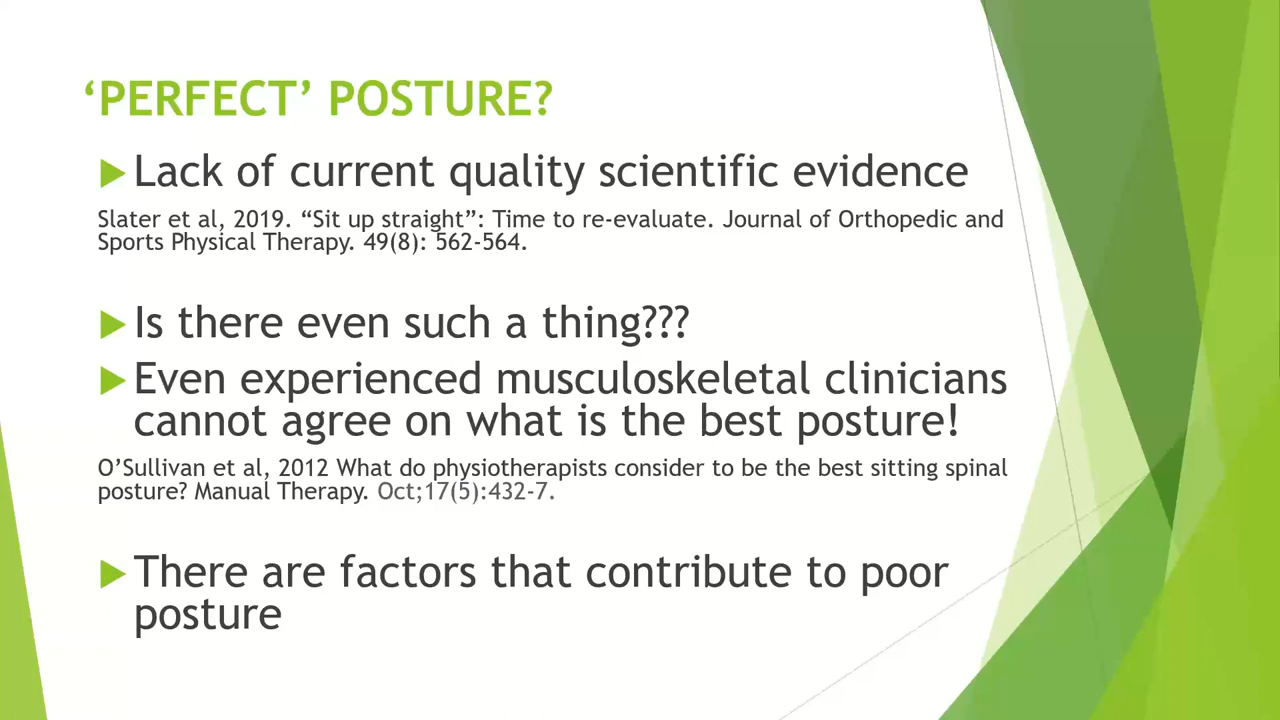 ‘PERFECT’ POSTURE?
Lack of current quality scientific evidence
Slater et al, 2019. “Sit up straight”: Time to re-evaluate. Journal of Orthopedic and
Sports Physical Therapy. 49(8): 562-564.
Is there even such a thing???
Even experienced musculoskeletal clinicians
cannot agree on what is the best posture!
O’Sullivan et al, 2012 What do physiotherapists consider to be the best sitting spinal
posture? Manual Therapy. Oct;17(5):432-7.
There are factors that contribute to poor
posture